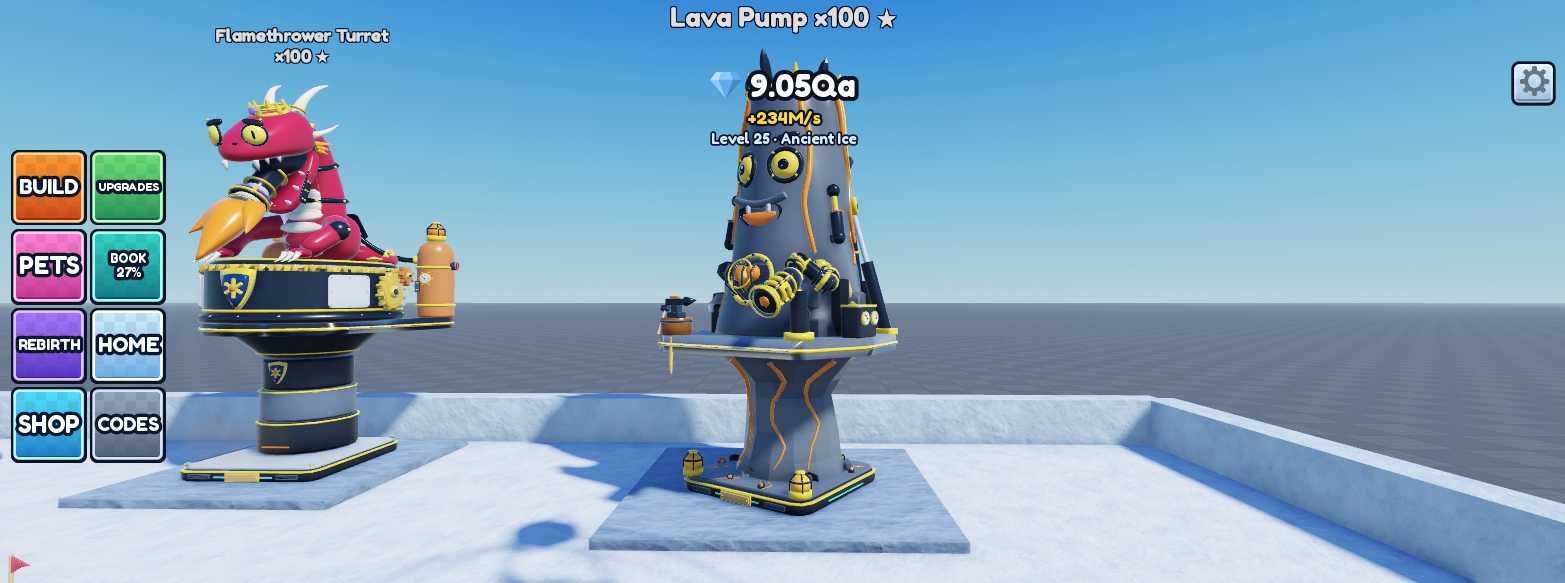 Lava Pump x100 ★
Flamethrower Turret
x100 ★
9.05Qa
+234M/s
Level 25 · Ancient Ice
BUILD
UPGRADES
PETS
BOOK
27%
REBIRTH
HOME
SHOP
CODES